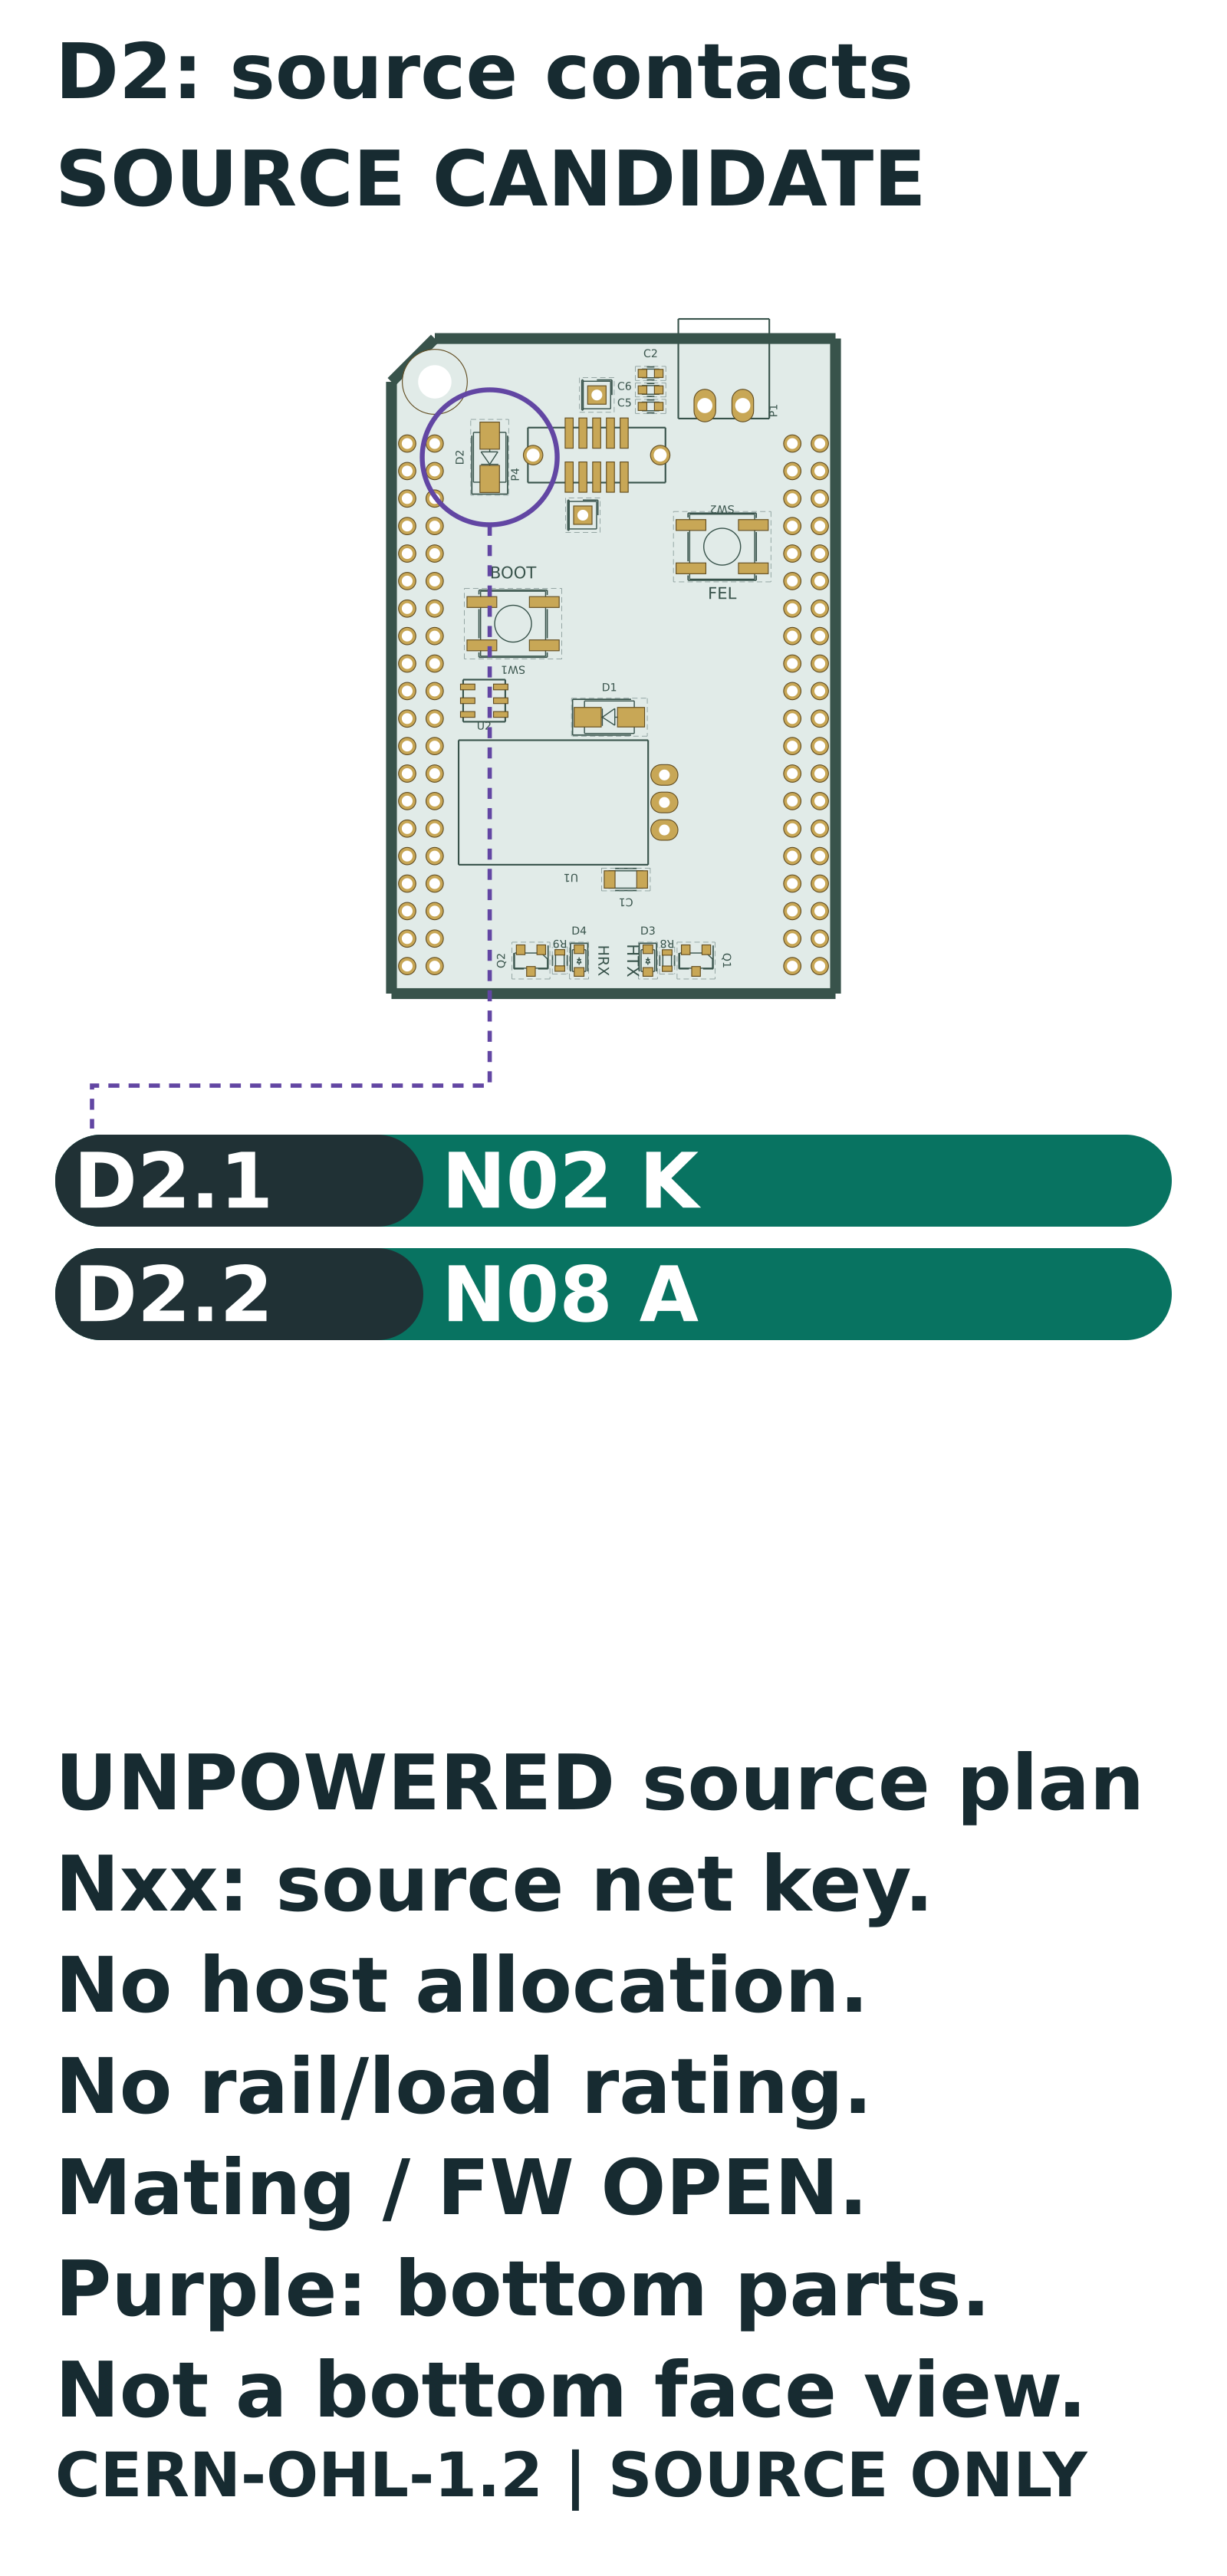 D2: source contacts
SOURCE CANDIDATE
C2
C6
C5
P1
D2
P4
SW2
BOOT
FEL
SW1
D1
U2
U1
C1
D4
D3
Q2
R9
HRX
HTX
R8
Q1
D2.1 N02 K
D2.2 N08 A
UNPOWERED source plan
Nxx: source net key.
No host allocation.
No rail/load rating.
Mating / FW OPEN.
Purple: bottom parts.
Not a bottom face view.
CERN-OHL-1.2 | SOURCE ONLY